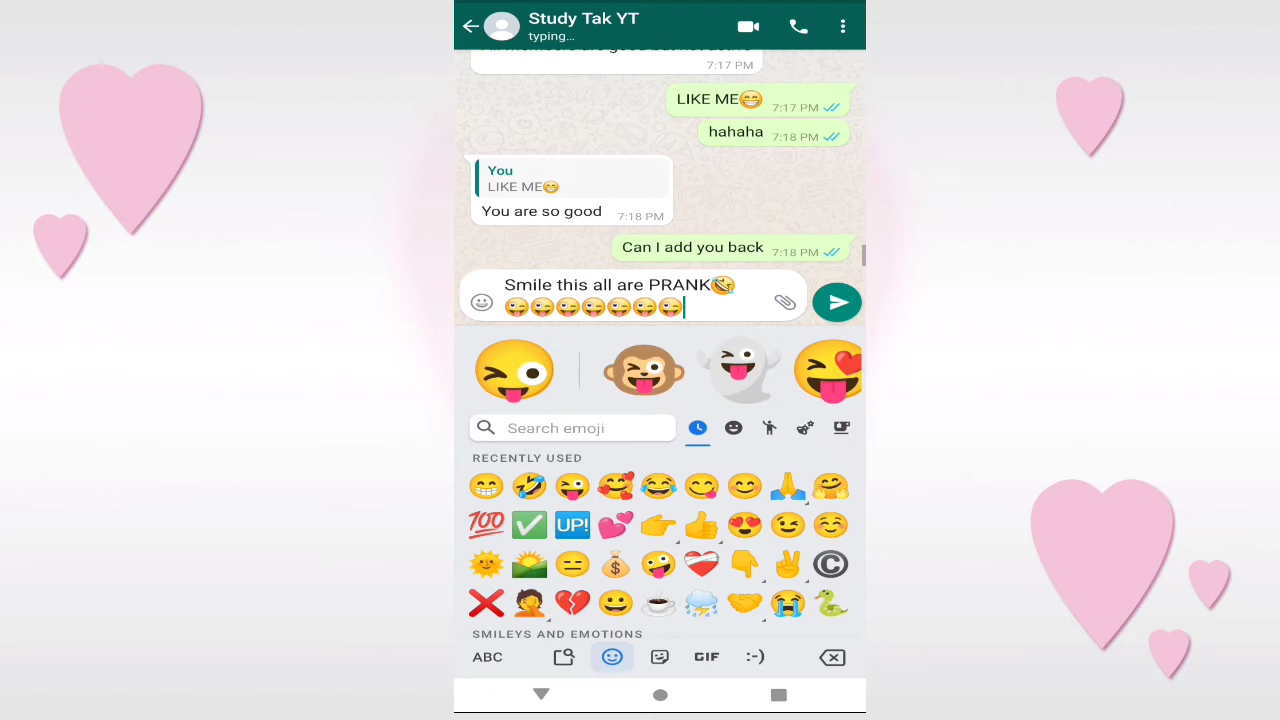 Study Tak YT
typing...
7:17 PM
LIKE ME😁 7:17 PM
hahaha 7:18 PM
You
LIKE ME😁
You are so good 7:18 PM
Can I add you back 7:18 PM
Smile this all are PRANK🤣
😜😜😜😜😜😜😜
Search emoji
RECENTLY USED
100
UP!
SMILEYS AND EMOTIONS
ABC GIF :-)